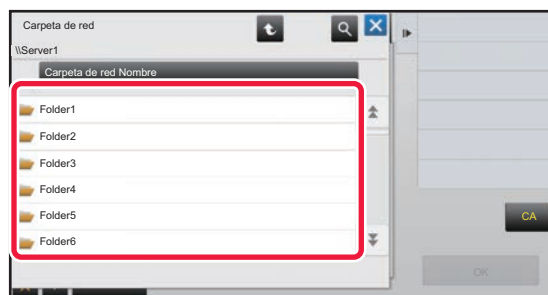 Carpeta de red
\\Server1
Carpeta de red Nombre
Folder1
Folder2
Folder3
Folder4
Folder5
Folder6
CA
OK